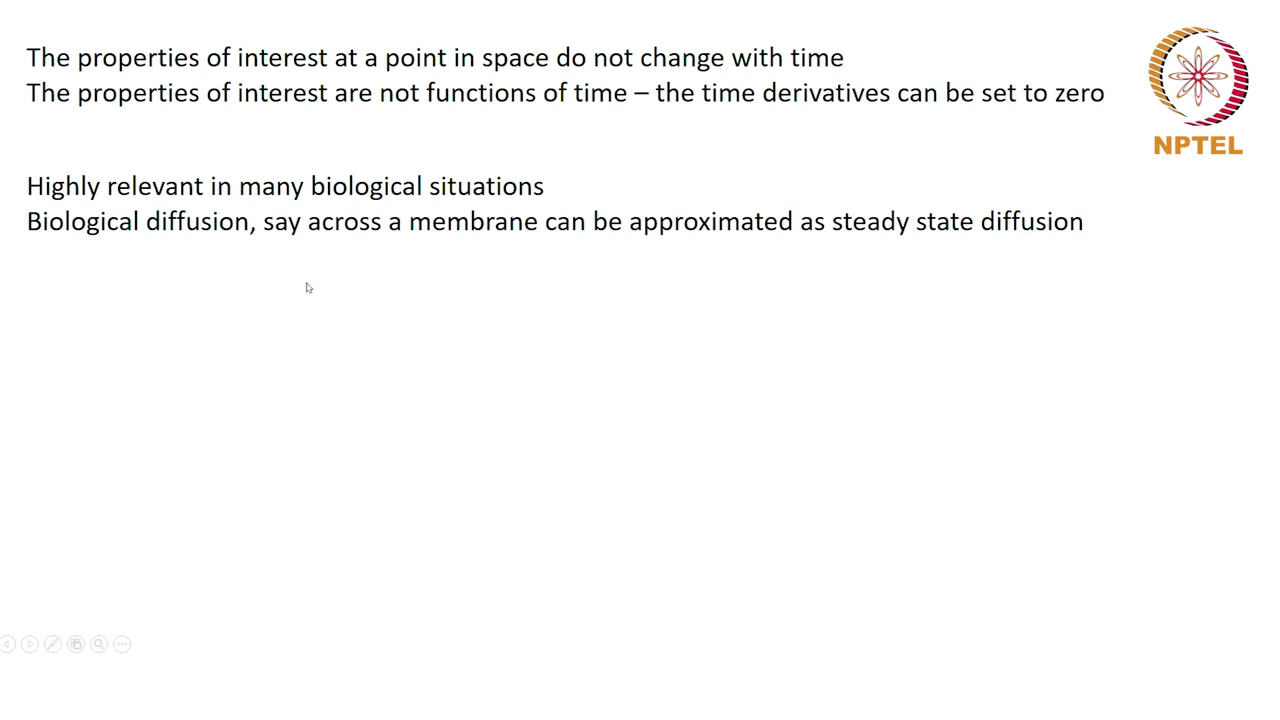 The properties of interest at a point in space do not change with time
The properties of interest are not functions of time – the time derivatives can be set to zero
NPTEL
Highly relevant in many biological situations
Biological diffusion, say across a membrane can be approximated as steady state diffusion